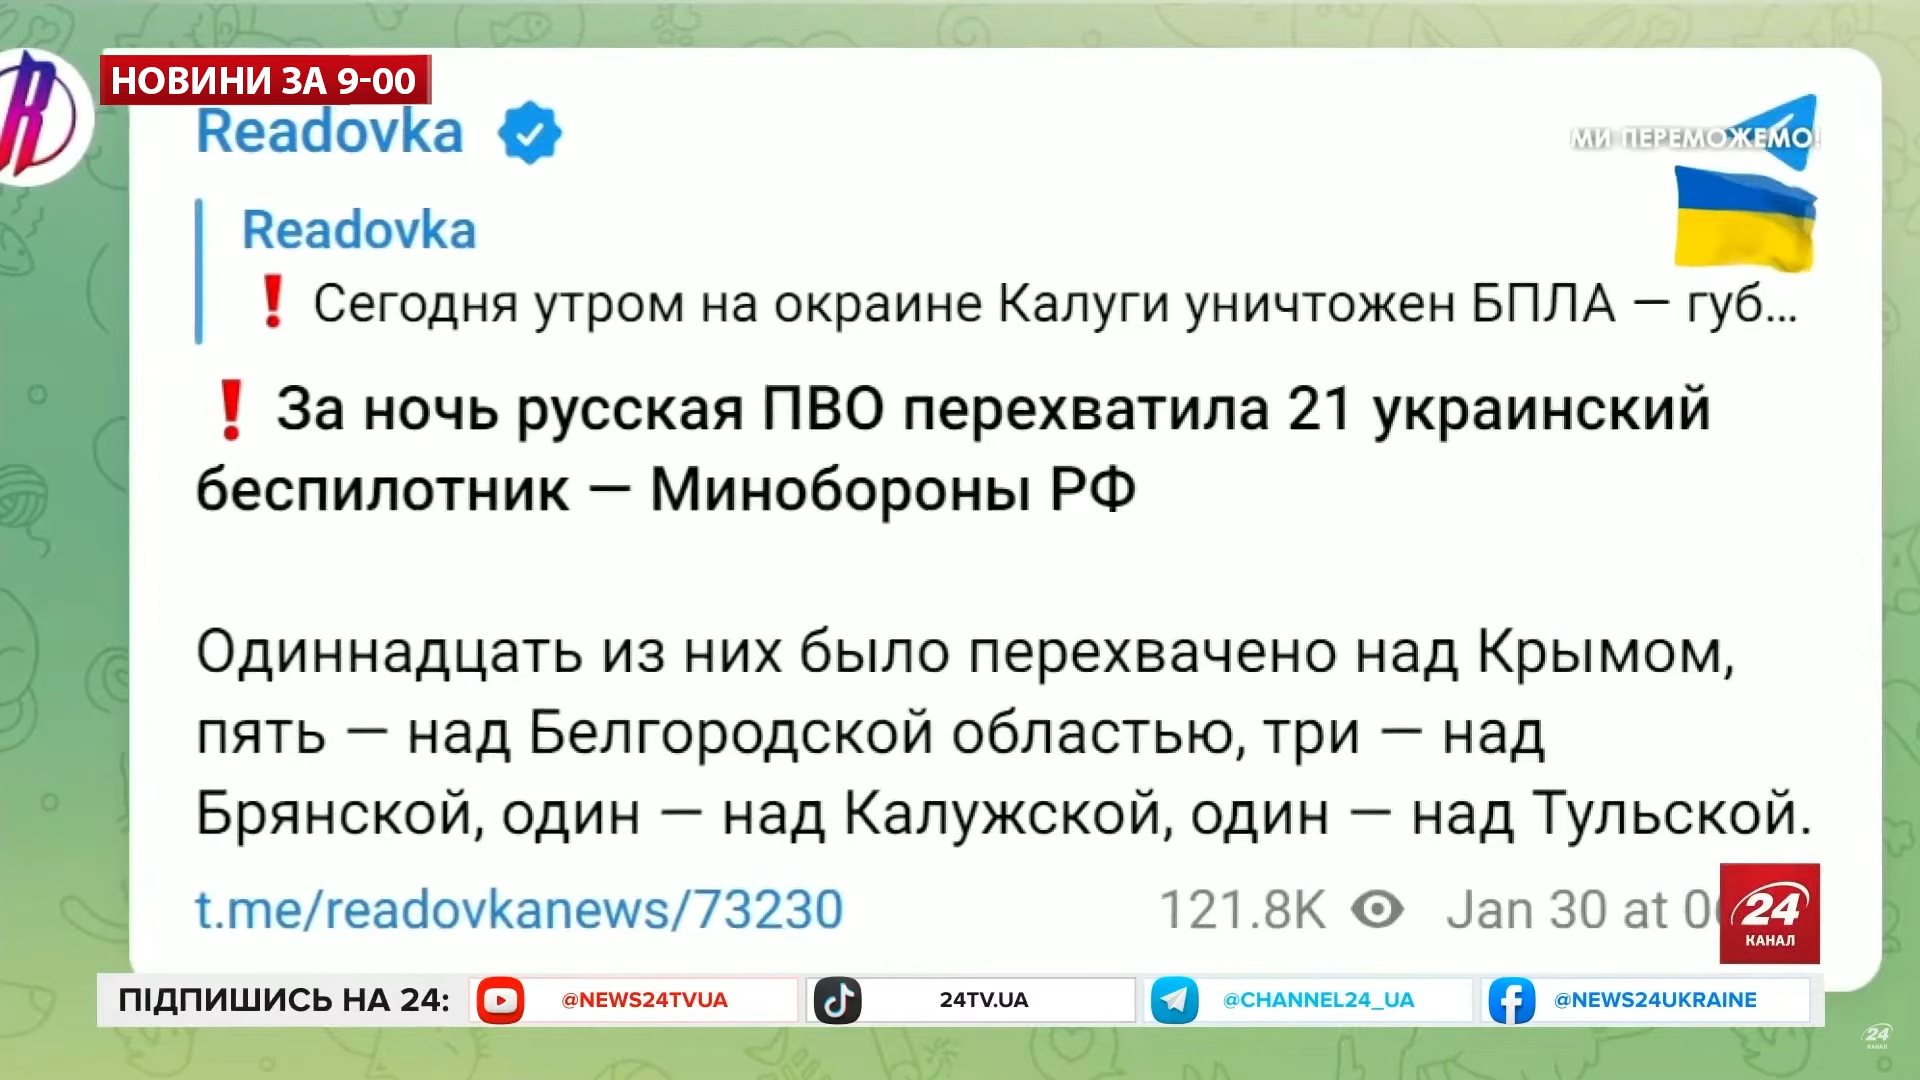 НОВИНИ ЗА 9-00
Readovka
МИ ПЕРЕМОЖЕМО!
Readovka
❗ Сегодня утром на окраине Калуги уничтожен БПЛА — губ...
❗ За ночь русская ПВО перехватила 21 украинский
беспилотник — Минобороны РФ
Одиннадцать из них было перехвачено над Крымом,
пять — над Белгородской областью, три — над
Брянской, один — над Калужской, один — над Тульской.
t.me/readovkanews/73230 121.8K Jan 30 at
24
КАНАЛ
ПІДПИШИСЬ НА 24: @NEWS24TVUA 24TV.UA @CHANNEL24_UA @NEWS24UKRAINE
24
КАНАЛ